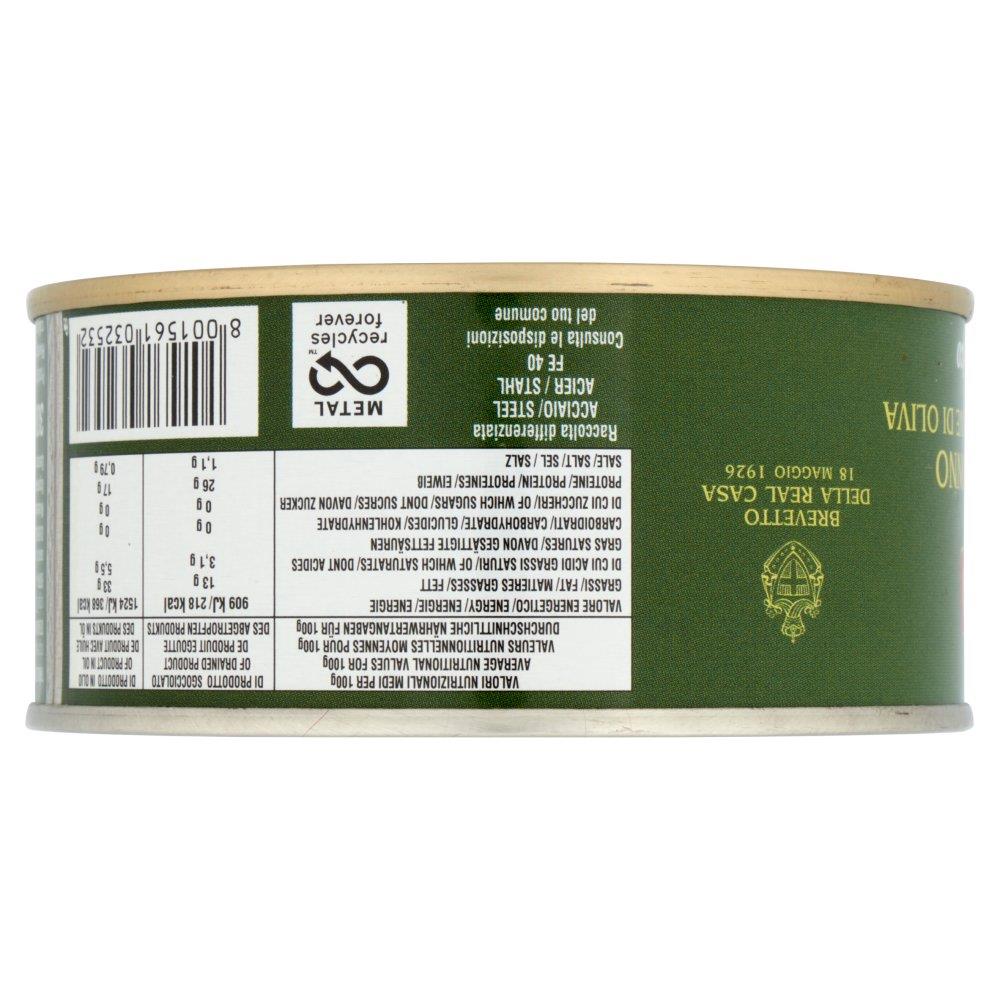 NNO
E DI OLIVA
BREVETTO
DELLA REAL CASA
18 MAGGIO 1926
VALORI NUTRIZIONALI MEDI PER 100g
AVERAGE NUTRITIONAL VALUES FOR 100g
VALEURS NUTRITIONNELLES MOYENNES POUR 100g
DURCHSCHNITTLICHE NÄHRWERTANGABEN FÜR 100g
DI PRODOTTO SGOCCIOLATO
OF DRAINED PRODUCT
DE PRODUIT EGOUTTE
DES ABGETROPFTEN PRODUKTS
DI PRODOTTO IN OLIO
OF PRODUCT IN OIL
DE PRODUIT AVEC HUILE
DES PRODUKTS IN ÖL
VALORE ENERGETICO/ ENERGY/ ENERGIE/ ENERGIE 909 kJ/ 218 kcal 1524 kJ/ 368 kcal
GRASSI/ FAT/ MATIERES GRASSES/ FETT 13 g 33 g
DI CUI ACIDI GRASSI SATURI/ OF WHICH SATURATES/ DONT ACIDES 3,1 g 5,5 g
GRAS SATURES/ DAVON GESÄTTIGTE FETTSÄUREN
CARBOIDRATI/ CARBOHYDRATE/ GLUCIDES/ KOHLENHYDRATE 0 g 0 g
DI CUI ZUCCHERI/ OF WHICH SUGARS/ DONT SUCRES/ DAVON ZUCKER 0 g 0 g
PROTEINE/ PROTEIN/ PROTEINES/ EIWEIß 26 g 17 g
SALE/ SALT/ SEL/ SALZ 1,1 g 0,79 g
Raccolta differenziata
ACCIAIO/ STEEL
ACIER / STAHL
FE 40
Consulta le disposizioni
del tuo comune
METAL
recycles
forever
TM
8 001561 032532